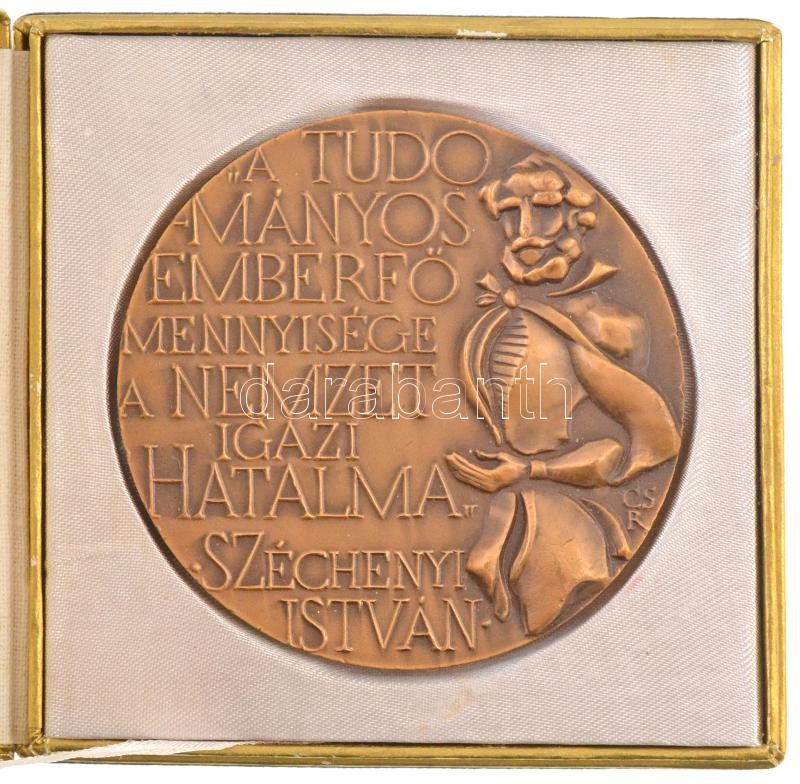 „A TUDO
-MÁNYOS
EMBERFŐ
MENNYISÉGE
A NEMZET
IGAZI
HATALMA„
·SZÉCHENYI
ISTVÁN·
CS
R
darabanth